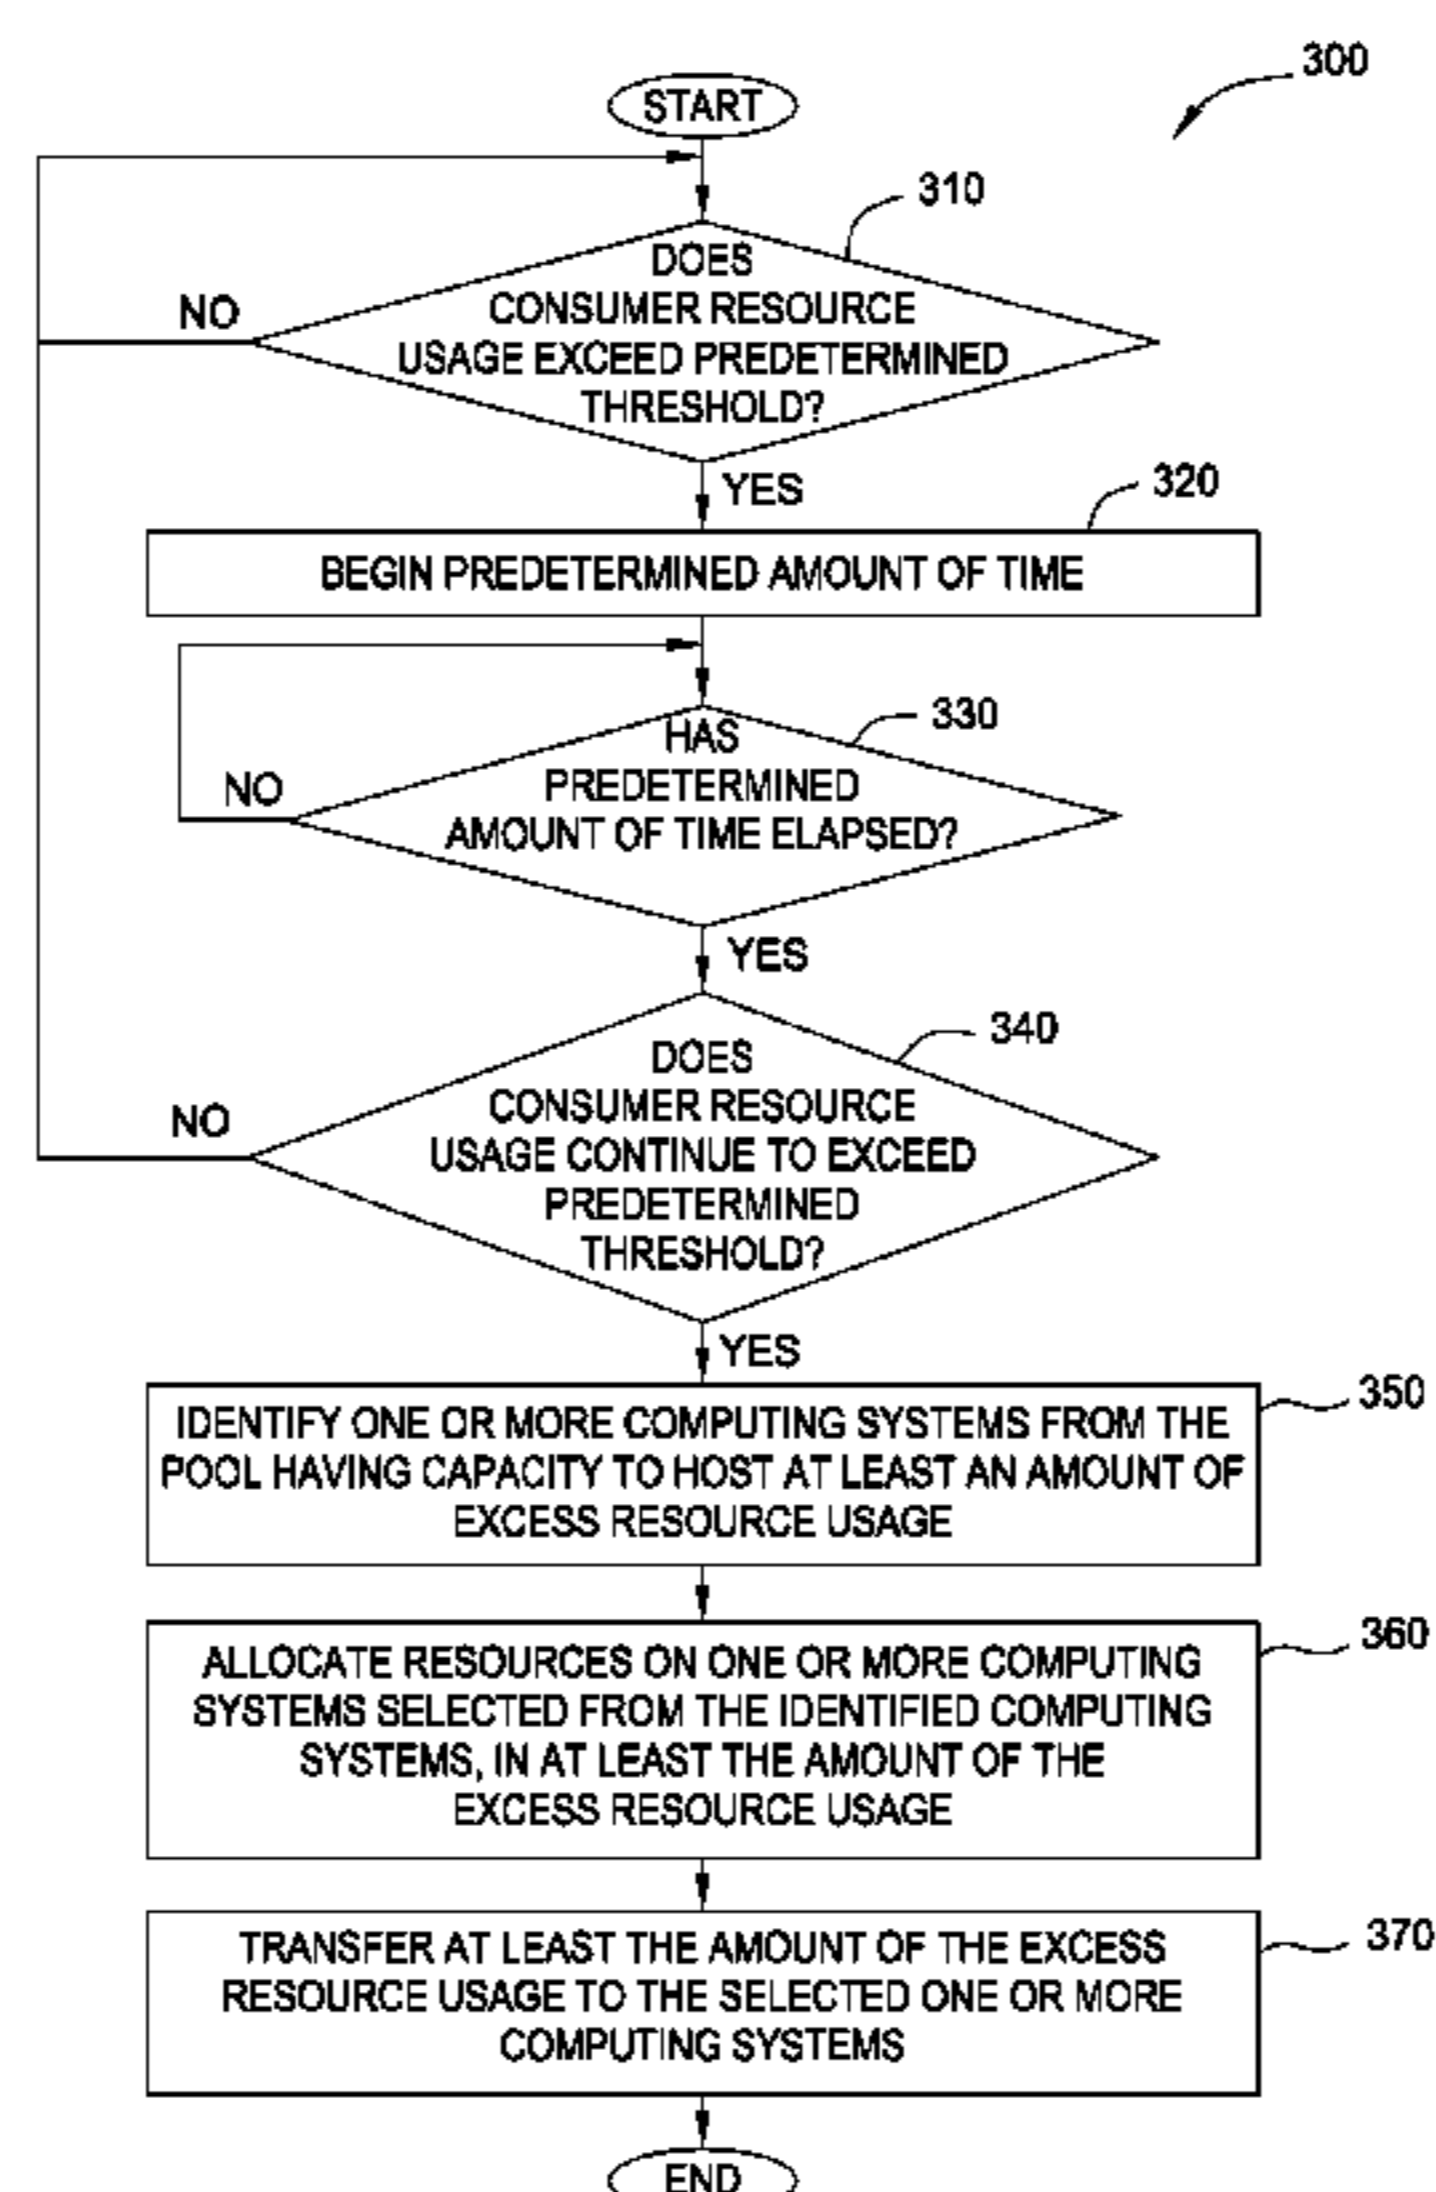 300
START
310
DOES
CONSUMER RESOURCE
USAGE EXCEED PREDETERMINED
THRESHOLD?
NO
YES
320
BEGIN PREDETERMINED AMOUNT OF TIME
330
HAS
PREDETERMINED
AMOUNT OF TIME ELAPSED?
NO
YES
340
DOES
CONSUMER RESOURCE
USAGE CONTINUE TO EXCEED
PREDETERMINED
THRESHOLD?
NO
YES
350
IDENTIFY ONE OR MORE COMPUTING SYSTEMS FROM THE
POOL HAVING CAPACITY TO HOST AT LEAST AN AMOUNT OF
EXCESS RESOURCE USAGE
360
ALLOCATE RESOURCES ON ONE OR MORE COMPUTING
SYSTEMS SELECTED FROM THE IDENTIFIED COMPUTING
SYSTEMS, IN AT LEAST THE AMOUNT OF THE
EXCESS RESOURCE USAGE
370
TRANSFER AT LEAST THE AMOUNT OF THE EXCESS
RESOURCE USAGE TO THE SELECTED ONE OR MORE
COMPUTING SYSTEMS
END